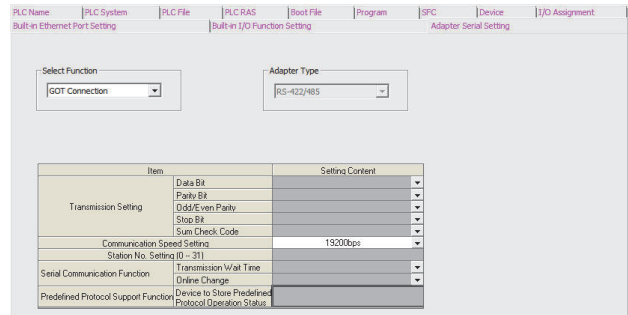 PLC Name PLC System PLC File PLC RAS Boot File Program SFC Device I/O Assignment
Built-in Ethernet Port Setting Built-in I/O Function Setting Adapter Serial Setting
Select Function Adapter Type
GOT Connection RS-422/485
Item Setting Content
Data Bit
Parity Bit
Transmission Setting Odd/Even Parity
Stop Bit
Sum Check Code
Communication Speed Setting 19200bps
Station No. Setting (0 – 31)
Serial Communication Function Transmission Wait Time
Online Change
Predefined Protocol Support Function Device to Store Predefined
Protocol Operation Status